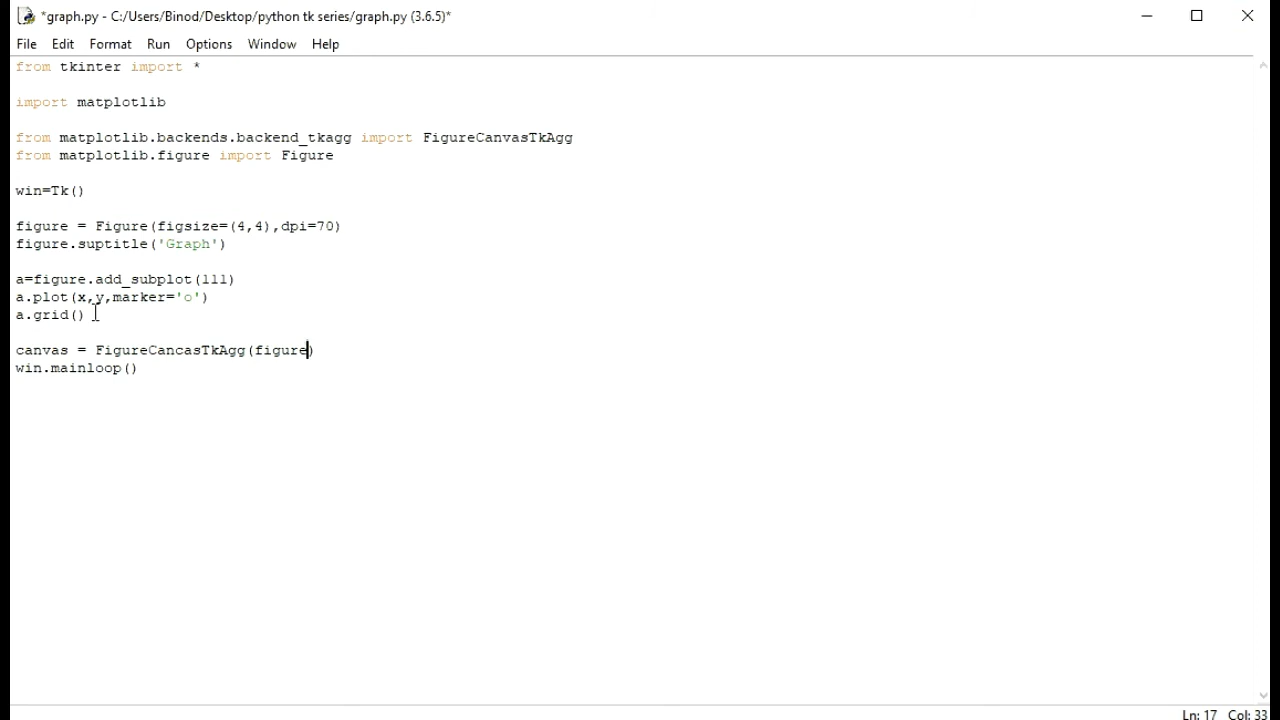 *graph.py - C:/Users/Binod/Desktop/python tk series/graph.py (3.6.5)*
File Edit Format Run Options Window Help
from tkinter import *
import matplotlib
from matplotlib.backends.backend_tkagg import FigureCanvasTkAgg
from matplotlib.figure import Figure
win=Tk()
figure = Figure(figsize=(4,4),dpi=70)
figure.suptitle('Graph')
a=figure.add_subplot(111)
a.plot(x,y,marker='o')
a.grid()
canvas = FigureCancasTkAgg(figure)
win.mainloop()
Ln: 17 Col: 33